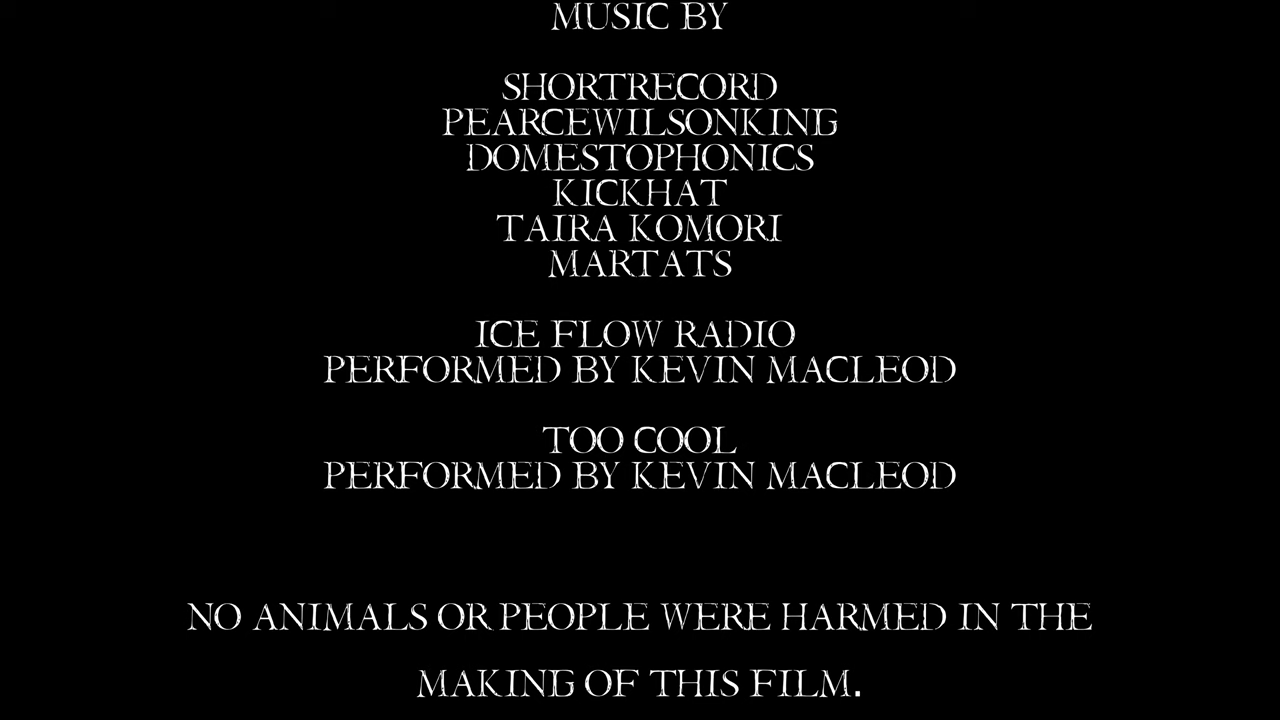 MUSIC BY
SHORTRECORD
PEARCEWILSONKING
DOMESTOPHONICS
KICKHAT
TAIRA KOMORI
MARTATS
ICE FLOW RADIO
PERFORMED BY KEVIN MACLEOD
TOO COOL
PERFORMED BY KEVIN MACLEOD
NO ANIMALS OR PEOPLE WERE HARMED IN THE
MAKING OF THIS FILM.